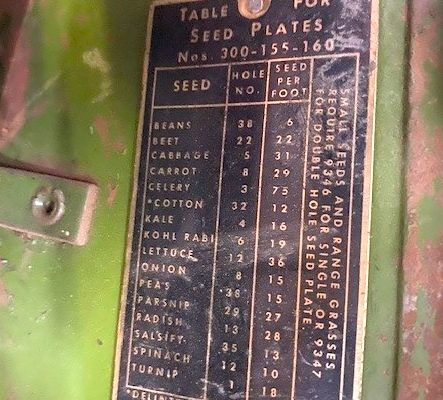 TABLE FOR
SEED PLATES
Nos. 300-155-160
SEED HOLE NO. SEED PER FOOT
BEANS 38 6
BEET 22 22
CABBAGE 5 31
CARROT 8 29
CELERY 3 75
*COTTON 32 12
KALE 4 16
KOHL RABI 6 19
LETTUCE 12 36
ONION 8 15
PEAS 38 15
PARSNIP 29 27
RADISH 13 28
SALSIFY 35 13
SPINACH 12 10
TURNIP 1 18
SMALL SEEDS AND RANGE GRASSES
REQUIRE 9346 FOR SINGLE OR 9347
FOR DOUBLE HOLE SEED PLATE.